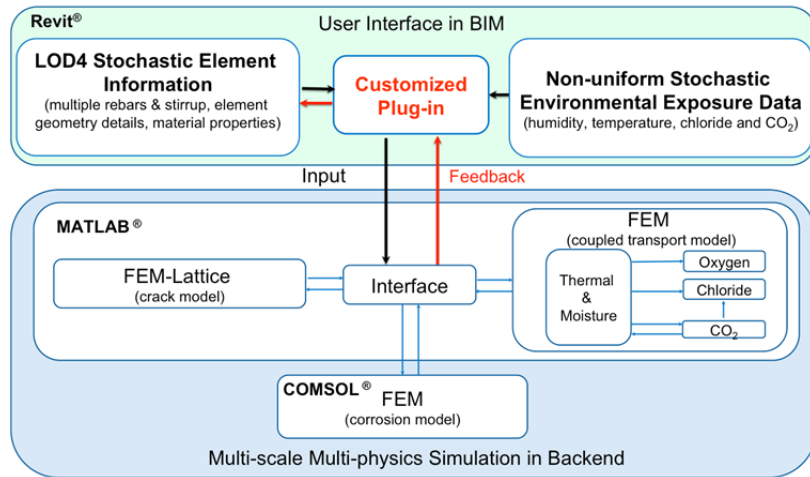 Revit®
User Interface in BIM
LOD4 Stochastic Element
Information
(multiple rebars & stirrup, element
geometry details, material properties)
Customized
Plug-in
Non-uniform Stochastic
Environmental Exposure Data
(humidity, temperature, chloride and CO₂)
Input
Feedback
MATLAB®
FEM-Lattice
(crack model)
Interface
FEM
(coupled transport model)
Thermal
&
Moisture
Oxygen
Chloride
CO₂
COMSOL®
FEM
(corrosion model)
Multi-scale Multi-physics Simulation in Backend